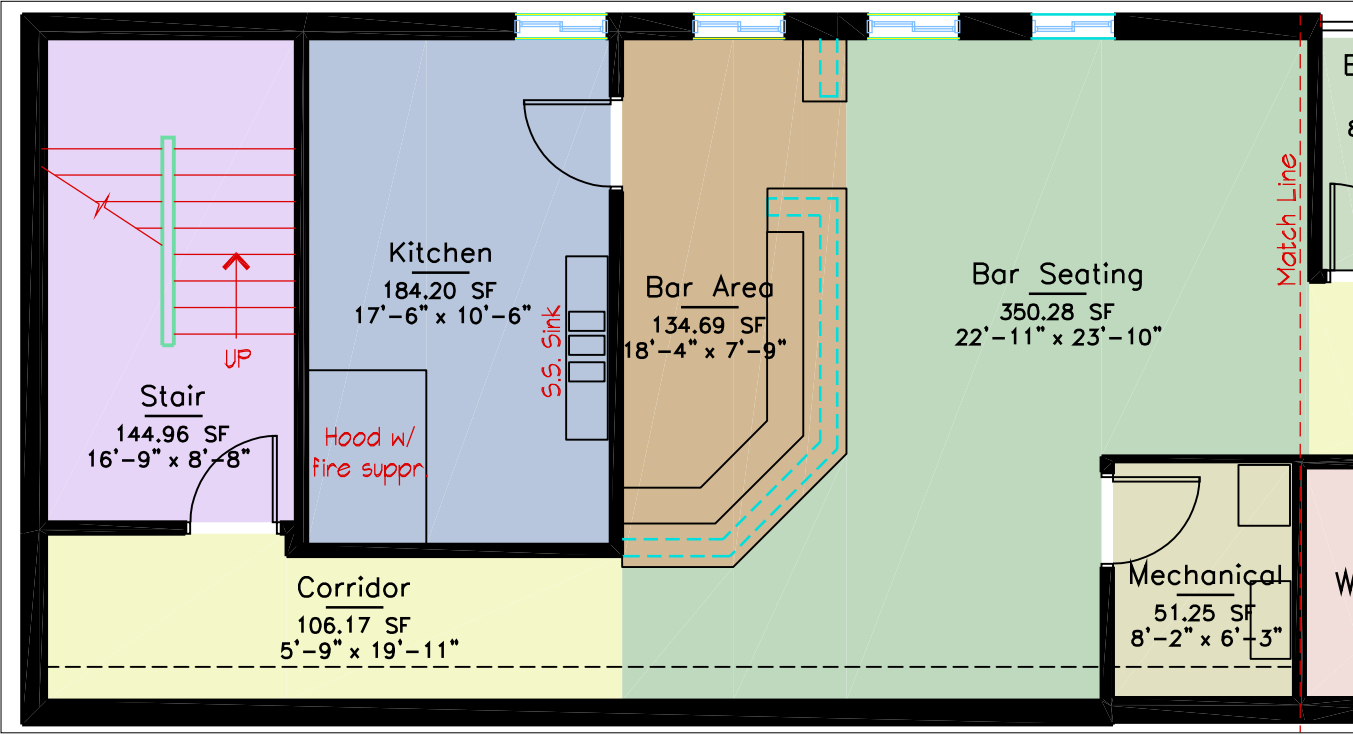 Kitchen
184.20 SF
17'-6" x 10'-6"
S.S. Sink
Hood w/
fire suppr.
UP
Stair
144.96 SF
16'-9" x 8'-8"
Bar Area
134.69 SF
18'-4" x 7'-9"
Bar Seating
350.28 SF
22'-11" x 23'-10"
Match Line
Corridor
106.17 SF
5'-9" x 19'-11"
Mechanical
51.25 SF
8'-2" x 6'-3"